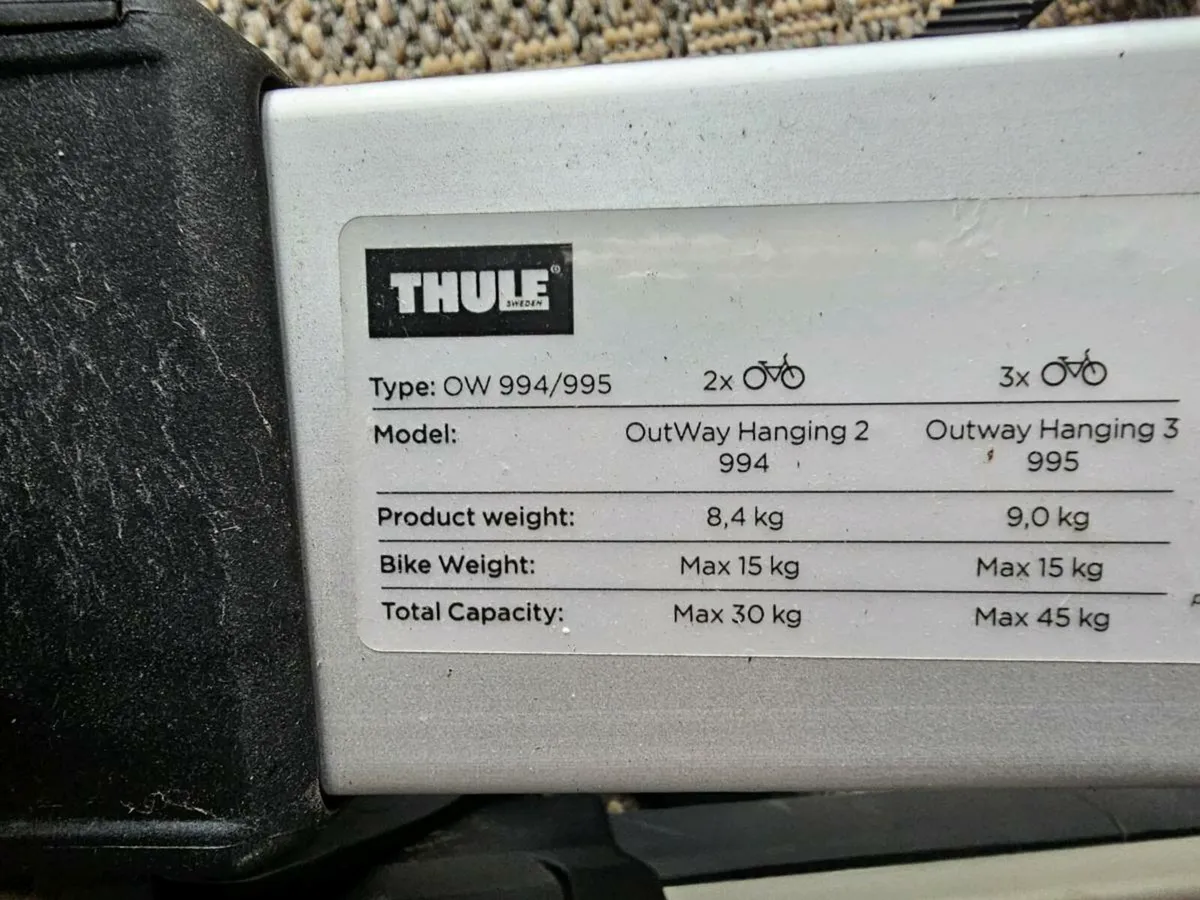 THULE®
SWEDEN
Type: OW 994/995 2x 3x
Model: OutWay Hanging 2 Outway Hanging 3
994 995
Product weight: 8,4 kg 9,0 kg
Bike Weight: Max 15 kg Max 15 kg
Total Capacity: Max 30 kg Max 45 kg